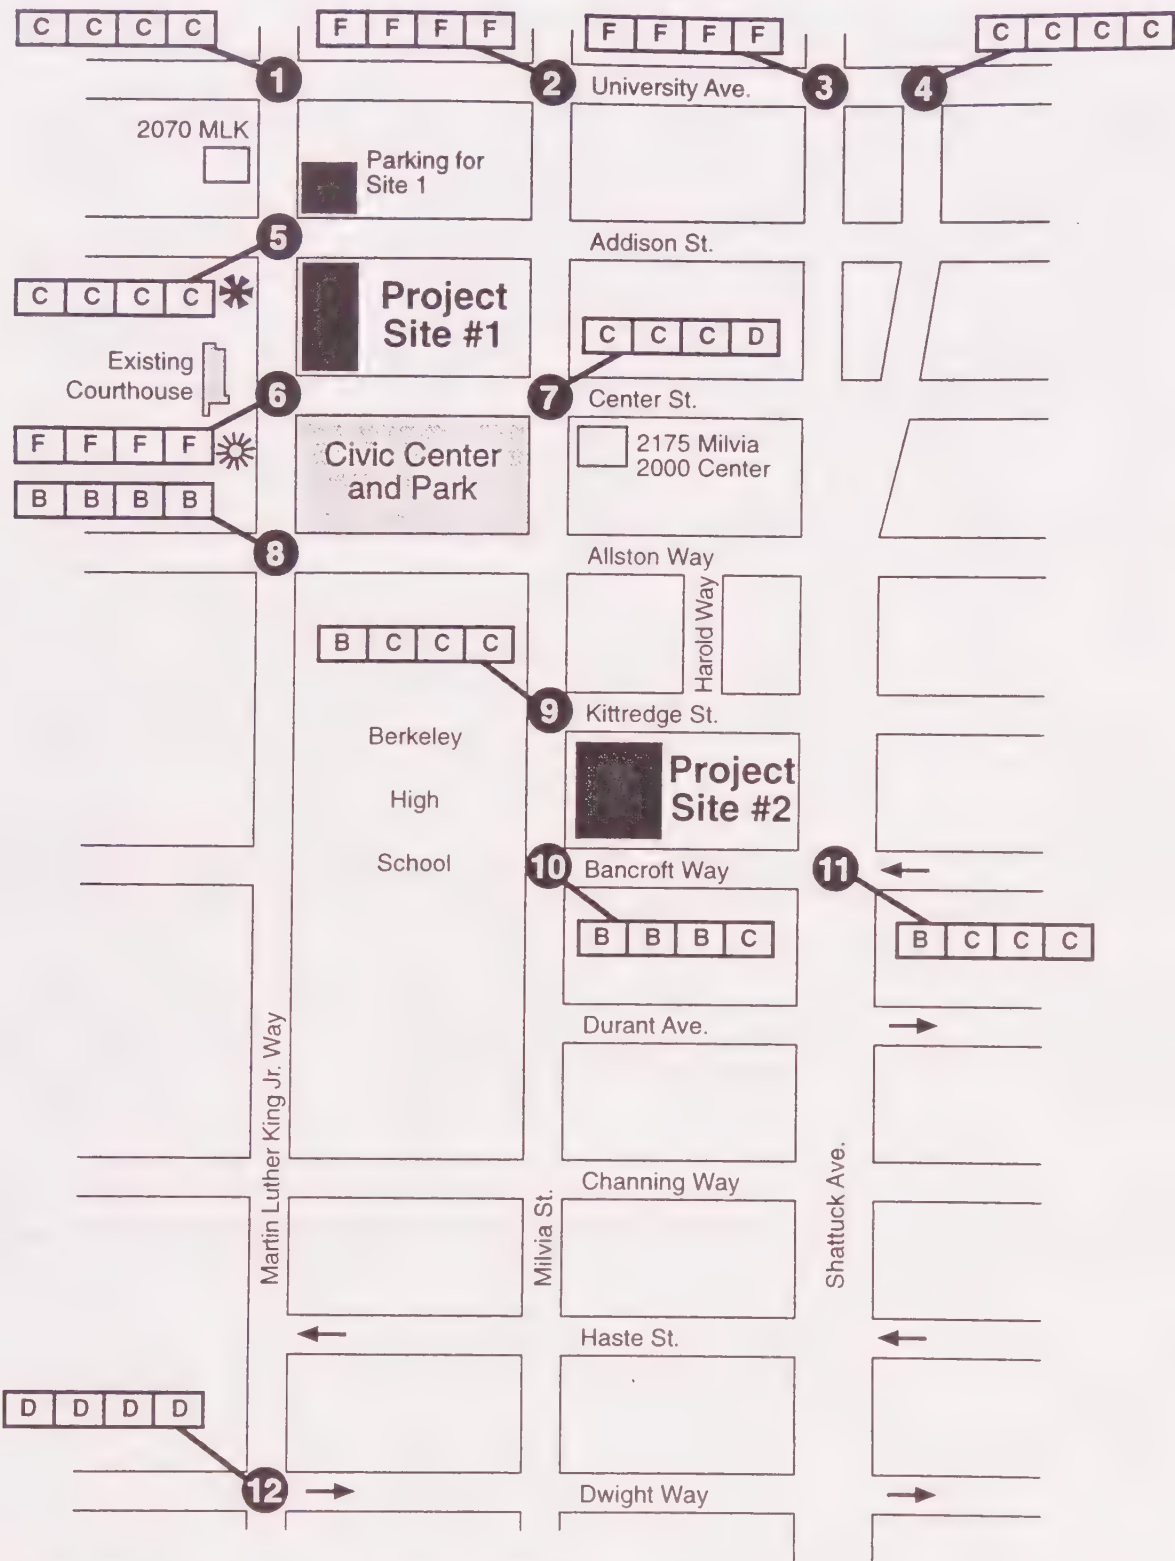 C C C C
F F F F
F F F F
C C C C
1
2
3
4
University Ave.
2070 MLK
Parking for
Site 1
5
Addison St.
C C C C
Project
Site #1
C C C D
Existing
Courthouse
6
7
Center St.
F F F F
Civic Center
and Park
2175 Milvia
2000 Center
B B B B
8
Allston Way
Harold Way
B C C C
9
Kittredge St.
Berkeley
High
School
Project
Site #2
10
Bancroft Way
11
B B B C
B C C C
Durant Ave.
Martin Luther King Jr. Way
Channing Way
Milvia St.
Shattuck Ave.
Haste St.
D D D D
12
Dwight Way